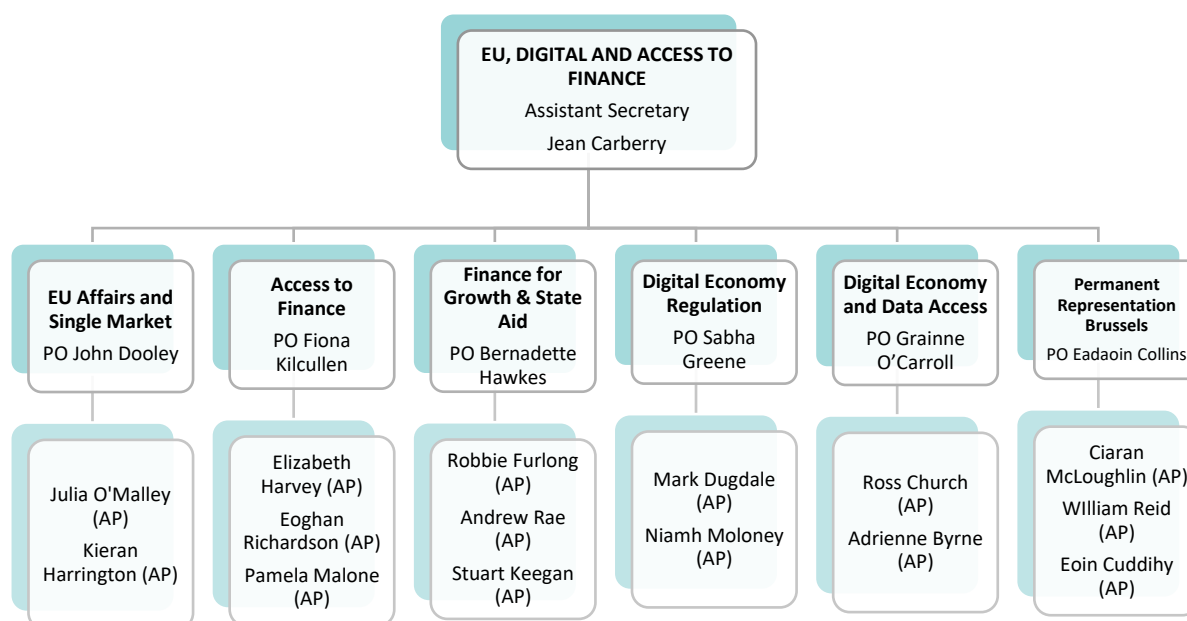 EU, DIGITAL AND ACCESS TO
FINANCE
Assistant Secretary
Jean Carberry
EU Affairs and
Single Market
PO John Dooley
Access to
Finance
PO Fiona
Kilcullen
Finance for
Growth & State
Aid
PO Bernadette
Hawkes
Digital Economy
Regulation
PO Sabha
Greene
Digital Economy
and Data Access
PO Grainne
O’Carroll
Permanent
Representation
Brussels
PO Eadaoin Collins
Julia O'Malley
(AP)
Kieran
Harrington (AP)
Elizabeth
Harvey (AP)
Eoghan
Richardson (AP)
Pamela Malone
(AP)
Robbie Furlong
(AP)
Andrew Rae
(AP)
Stuart Keegan
(AP)
Mark Dugdale
(AP)
Niamh Moloney
(AP)
Ross Church
(AP)
Adrienne Byrne
(AP)
Ciaran
McLoughlin (AP)
WIlliam Reid
(AP)
Eoin Cuddihy
(AP)